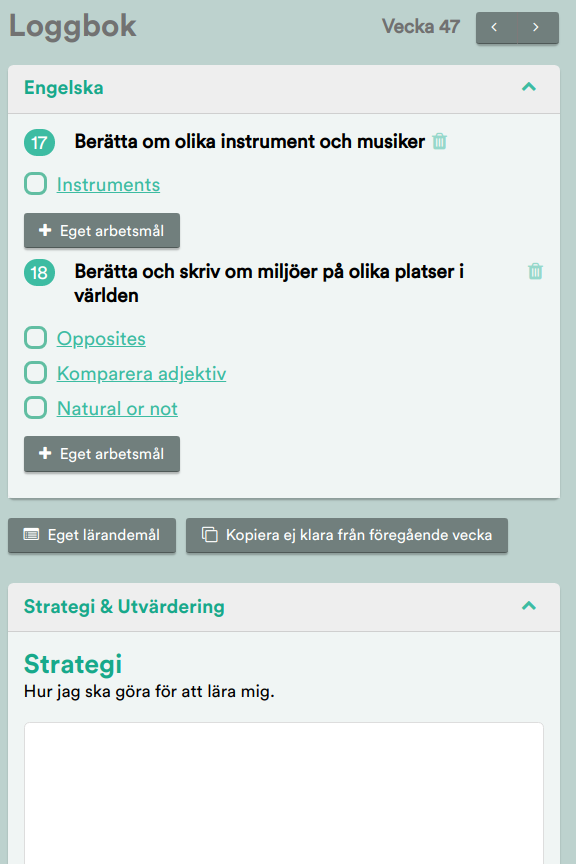 Loggbok
Vecka 47
Engelska
17 Berätta om olika instrument och musiker
Instruments
Eget arbetsmål
18 Berätta och skriv om miljöer på olika platser i
världen
Opposites
Komparera adjektiv
Natural or not
Eget arbetsmål
Eget lärandemål
Kopiera ej klara från föregående vecka
Strategi & Utvärdering
Strategi
Hur jag ska göra för att lära mig.